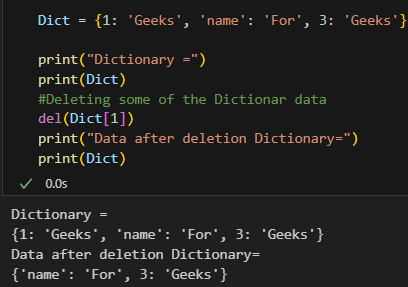 Dict = {1: 'Geeks', 'name': 'For', 3: 'Geeks'}
print("Dictionary =")
print(Dict)
#Deleting some of the Dictionar data
del(Dict[1])
print("Data after deletion Dictionary=")
print(Dict)
0.0s
Dictionary =
{1: 'Geeks', 'name': 'For', 3: 'Geeks'}
Data after deletion Dictionary=
{'name': 'For', 3: 'Geeks'}